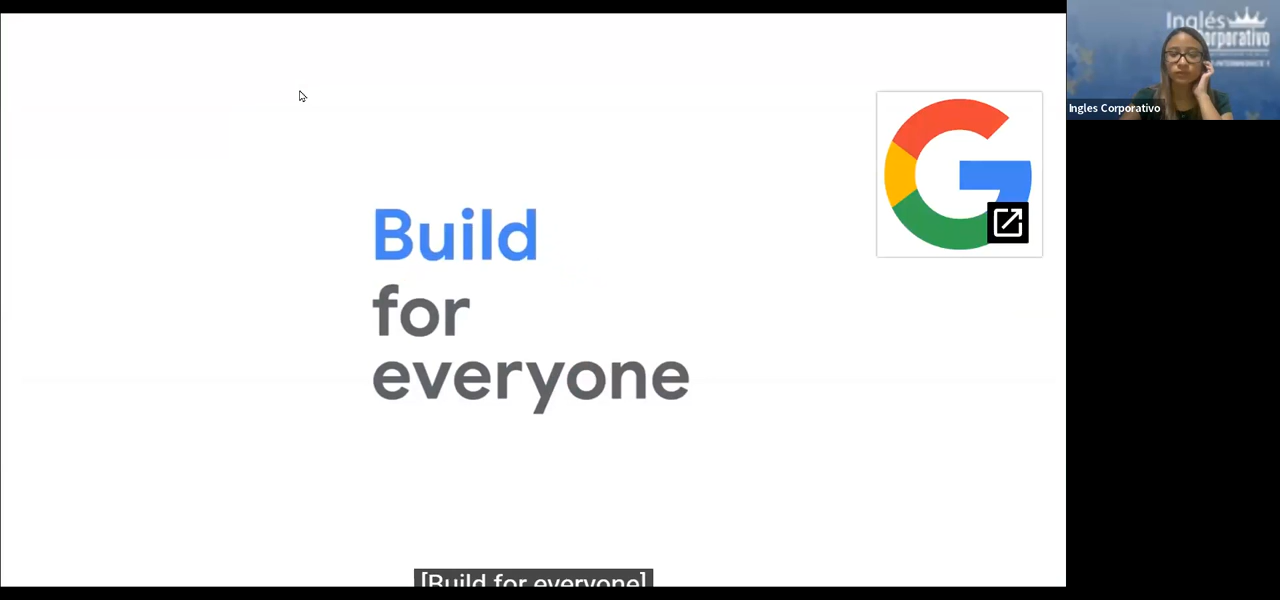 Build
for
everyone
[Build for everyone]
Inglés
Corporativo
Ingles Corporativo